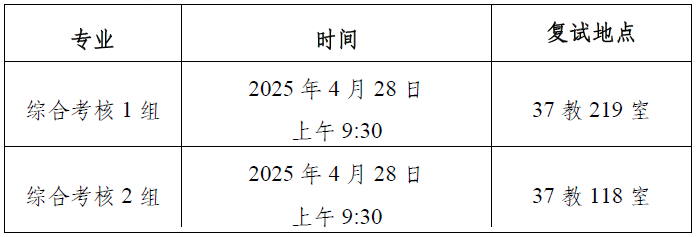 专业 时间 复试地点
综合考核 1 组 2025 年 4 月 28 日 37 教 219 室
上午 9:30
综合考核 2 组 2025 年 4 月 28 日 37 教 118 室
上午 9:30